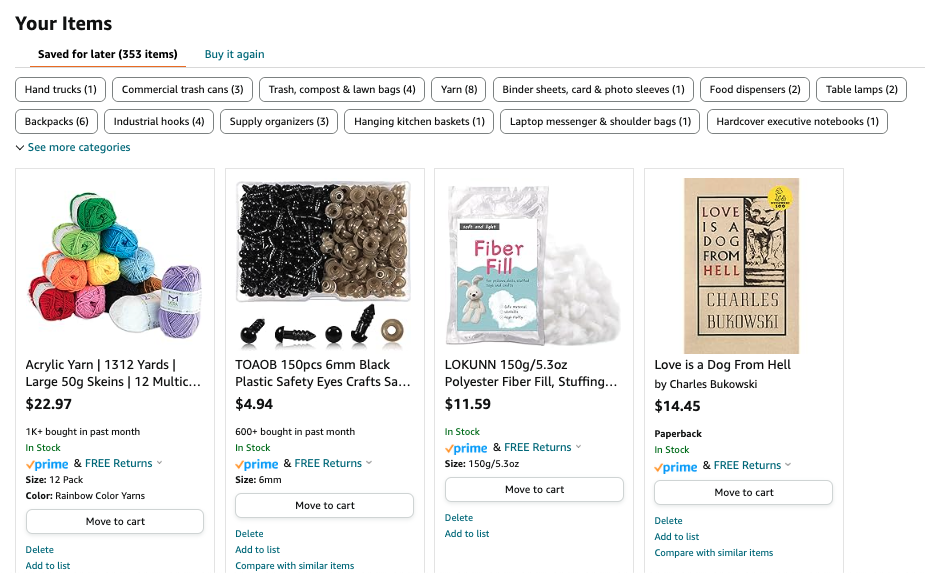 Your Items
Saved for later (353 items) Buy it again
Hand trucks (1) Commercial trash cans (3) Trash, compost & lawn bags (4) Yarn (8) Binder sheets, card & photo sleeves (1) Food dispensers (2) Table lamps (2)
Backpacks (6) Industrial hooks (4) Supply organizers (3) Hanging kitchen baskets (1) Laptop messenger & shoulder bags (1) Hardcover executive notebooks (1)
See more categories
Acrylic Yarn | 1312 Yards |
Large 50g Skeins | 12 Multic...
$22.97
1K+ bought in past month
In Stock
prime & FREE Returns
Size: 12 Pack
Color: Rainbow Color Yarns
Move to cart
Delete
Add to list
TOAOB 150pcs 6mm Black
Plastic Safety Eyes Crafts Sa...
$4.94
600+ bought in past month
In Stock
prime & FREE Returns
Size: 6mm
Move to cart
Delete
Add to list
Compare with similar items
soft and light
Fiber
Fill
LOKUNN 150g/5.3oz
Polyester Fiber Fill, Stuffing...
$11.59
In Stock
prime & FREE Returns
Size: 150g/5.3oz
Move to cart
Delete
Add to list
LOVE
IS A
DOG
FROM
HELL
CHARLES
BUKOWSKI
Love is a Dog From Hell
by Charles Bukowski
$14.45
Paperback
In Stock
prime & FREE Returns
Move to cart
Delete
Add to list
Compare with similar items